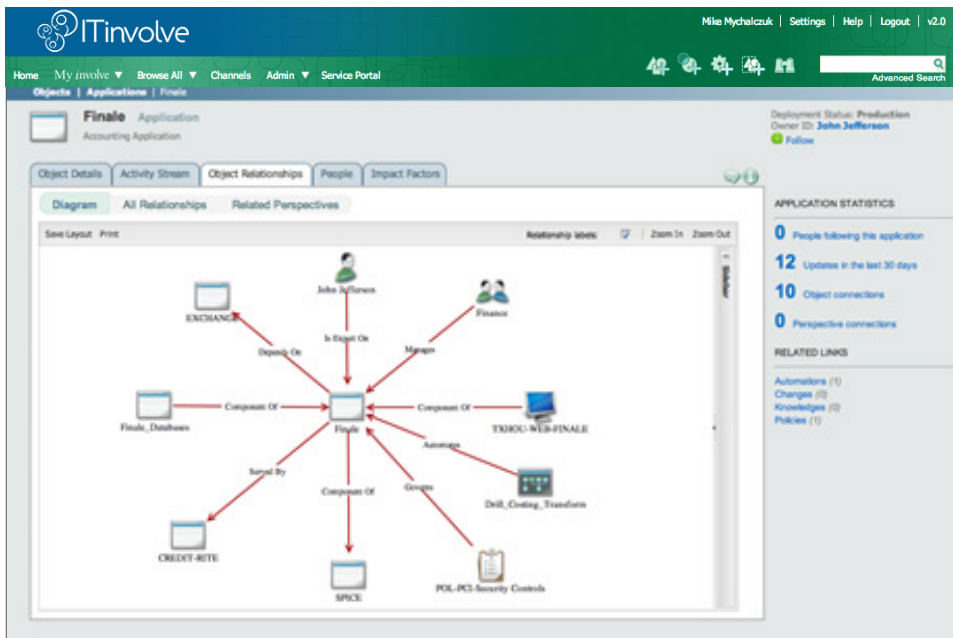 ITinvolve
Mike Mychalczuk | Settings | Help | Logout | v2.0
Home My involve ▼ Browse All ▼ Channels Admin ▼ Service Portal
Advanced Search
Objects | Applications | Finale
Finale Application
Accounting Application
Deployment Status: Production
Owner ID: John Jefferson
Follow
Object Details Activity Stream Object Relationships People Impact Factors
Diagram All Relationships Related Perspectives
Save Layout Print Relationship labels: Zoom In Zoom Out
Sidebar
John Jefferson
EXCHANGE
Finance
Is Expert On
Depends On
Manages
Component Of
Component Of
Finale_Databases
Finale
TXHOU-WEB-FINALE
Automates
Served By
Component Of
Governs
Drill_Costing_Transform
CREDIT-RITE
SPICE
POL-PCI-Security Controls
APPLICATION STATISTICS
0 People following this application
12 Updates in the last 30 days
10 Object connections
0 Perspective connections
RELATED LINKS
Automations (1)
Changes (0)
Knowledges (0)
Policies (1)